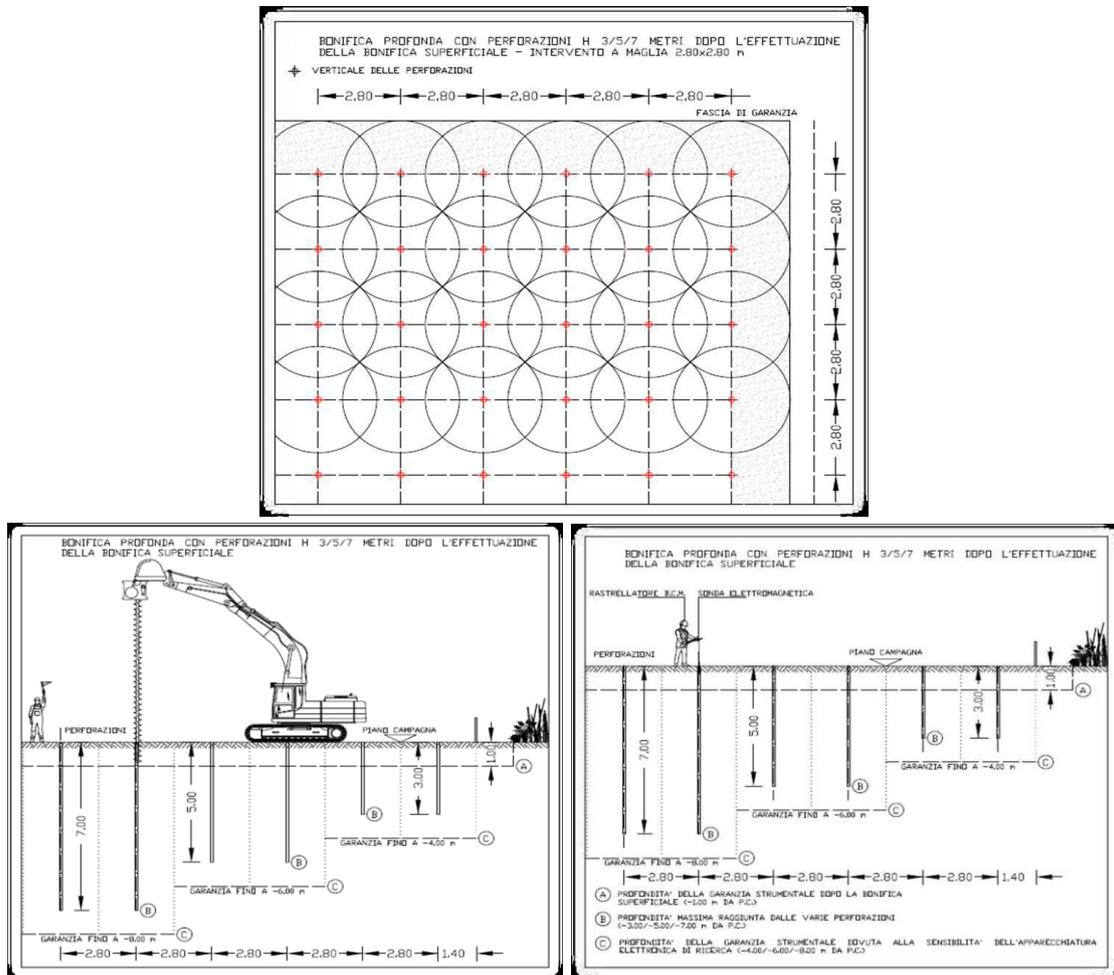 BONIFICA PROFONDA CON PERFORAZIONI H 3/5/7 METRI DOPO L'EFFETTUAZIONE
DELLA BONIFICA SUPERFICIALE - INTERVENTO A MAGLIA 2.80x2.80 m
VERTICALE DELLE PERFORAZIONI
2.80 2.80 2.80 2.80 2.80
FASCIA DI GARANZIA
2.80
2.80
2.80
2.80
BONIFICA PROFONDA CON PERFORAZIONI H 3/5/7 METRI DOPO L'EFFETTUAZIONE
DELLA BONIFICA SUPERFICIALE
PERFORAZIONI
PIANO CAMPAGNA
1.00
A
7.00
5.00
3.00
B
C
GARANZIA FINO A -4.00 m
B
C
GARANZIA FINO A -6.00 m
B
C
GARANZIA FINO A -8.00 m
2.80 2.80 2.80 2.80 2.80 1.40
BONIFICA PROFONDA CON PERFORAZIONI H 3/5/7 METRI DOPO L'EFFETTUAZIONE
DELLA BONIFICA SUPERFICIALE
RASTRELLATORE B.C.M. SONDA ELETTROMAGNETICA
PERFORAZIONI
PIANO CAMPAGNA
1.00
A
7.00
5.00
3.00
B
C
GARANZIA FINO A -4.00 m
B
C
GARANZIA FINO A -6.00 m
B
C
GARANZIA FINO A -8.00 m
2.80 2.80 2.80 2.80 2.80 1.40
A PROFONDITA' DELLA GARANZIA STRUMENTALE DOPO LA BONIFICA
SUPERFICIALE (-1.00 m DA P.C.)
B PROFONDITA' MASSIMA RAGGIUNTA DALLE VARIE PERFORAZIONI
(-3.00/-5.00/-7.00 m DA P.C.)
C PROFONDITA' DELLA GARANZIA STRUMENTALE DOVUTA ALLA SENSIBILITA' DELL'APPARECCHIATURA
ELETTRONICA DI RICERCA (-4.00/-6.00/-8.00 m DA P.C.)